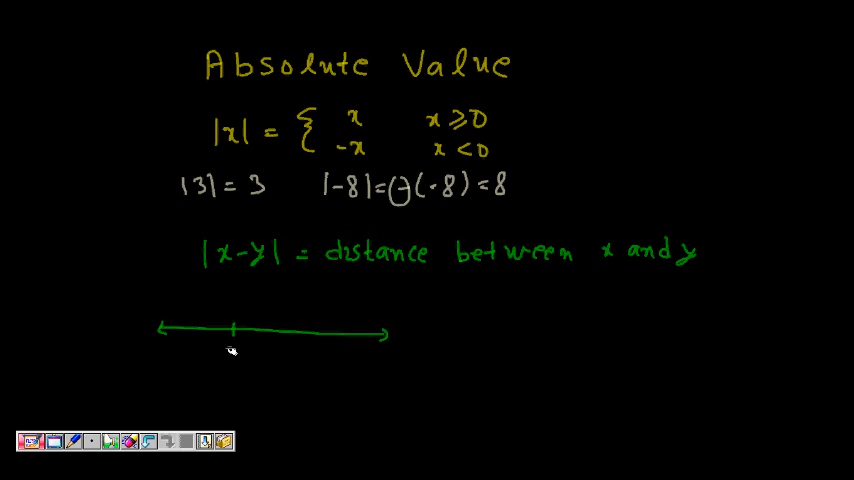 Absolute Value
|x| = { x x ≥ 0
-x x < 0
|3| = 3 |-8| = (-)(-8) = 8
|x-y| = distance between x and y